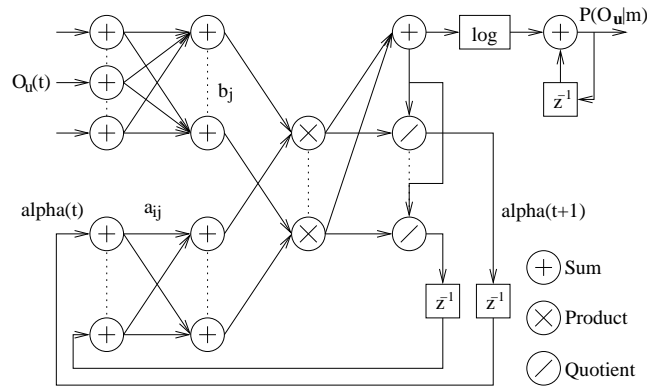 P(O_u|m)
log
O_u(t)
z^-1
b_j
alpha(t)
a_ij
alpha(t+1)
Sum
z^-1
z^-1
Product
Quotient